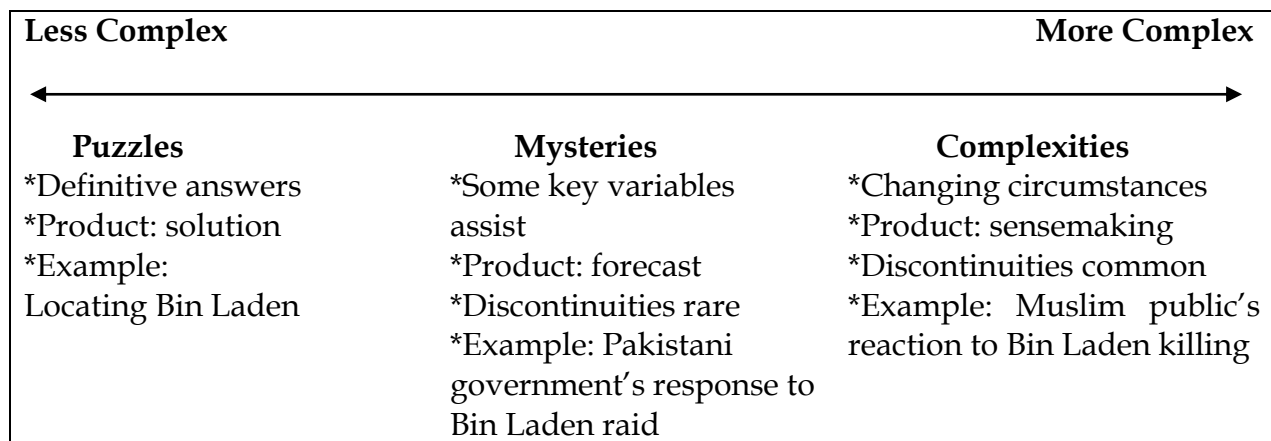 Less Complex More Complex
Puzzles
*Definitive answers
*Product: solution
*Example:
Locating Bin Laden
Mysteries
*Some key variables
assist
*Product: forecast
*Discontinuities rare
*Example: Pakistani
government’s response to
Bin Laden raid
Complexities
*Changing circumstances
*Product: sensemaking
*Discontinuities common
*Example: Muslim public’s
reaction to Bin Laden killing